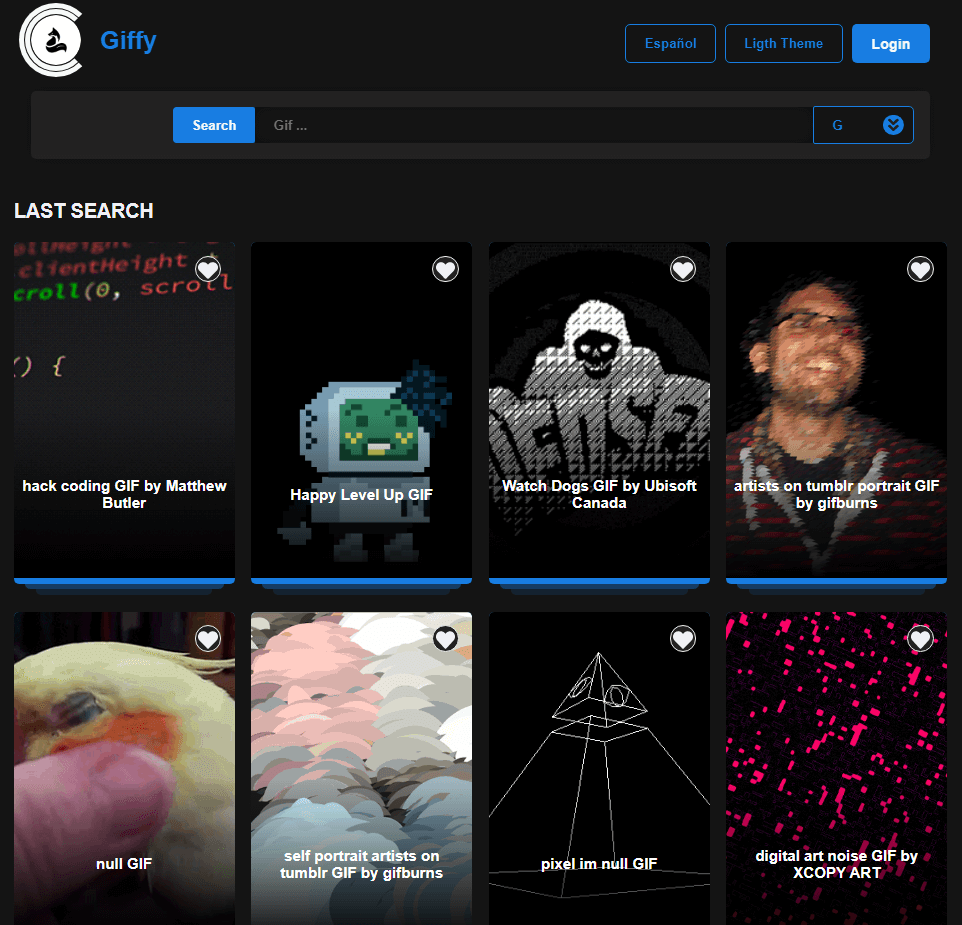 Giffy
Español
Ligth Theme
Login
Search
Gif ...
G
LAST SEARCH
.clientHeight
croll(0, scroll
() {
hack coding GIF by Matthew
Butler
Happy Level Up GIF
Watch Dogs GIF by Ubisoft
Canada
artists on tumblr portrait GIF
by gifburns
null GIF
self portrait artists on
tumblr GIF by gifburns
pixel im null GIF
digital art noise GIF by
XCOPY ART